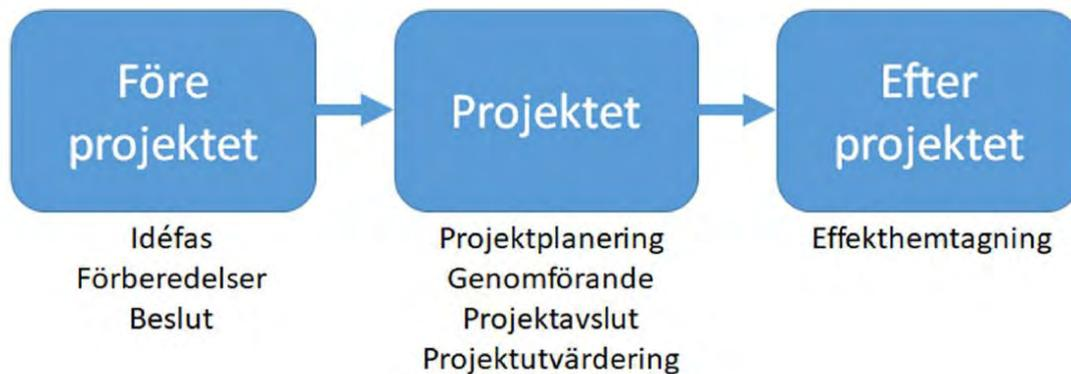 Före
projektet
Idéfas
Förberedelser
Beslut
Projektet
Projektplanering
Genomförande
Projektavslut
Projektutvärdering
Efter
projektet
Effekthemtagning